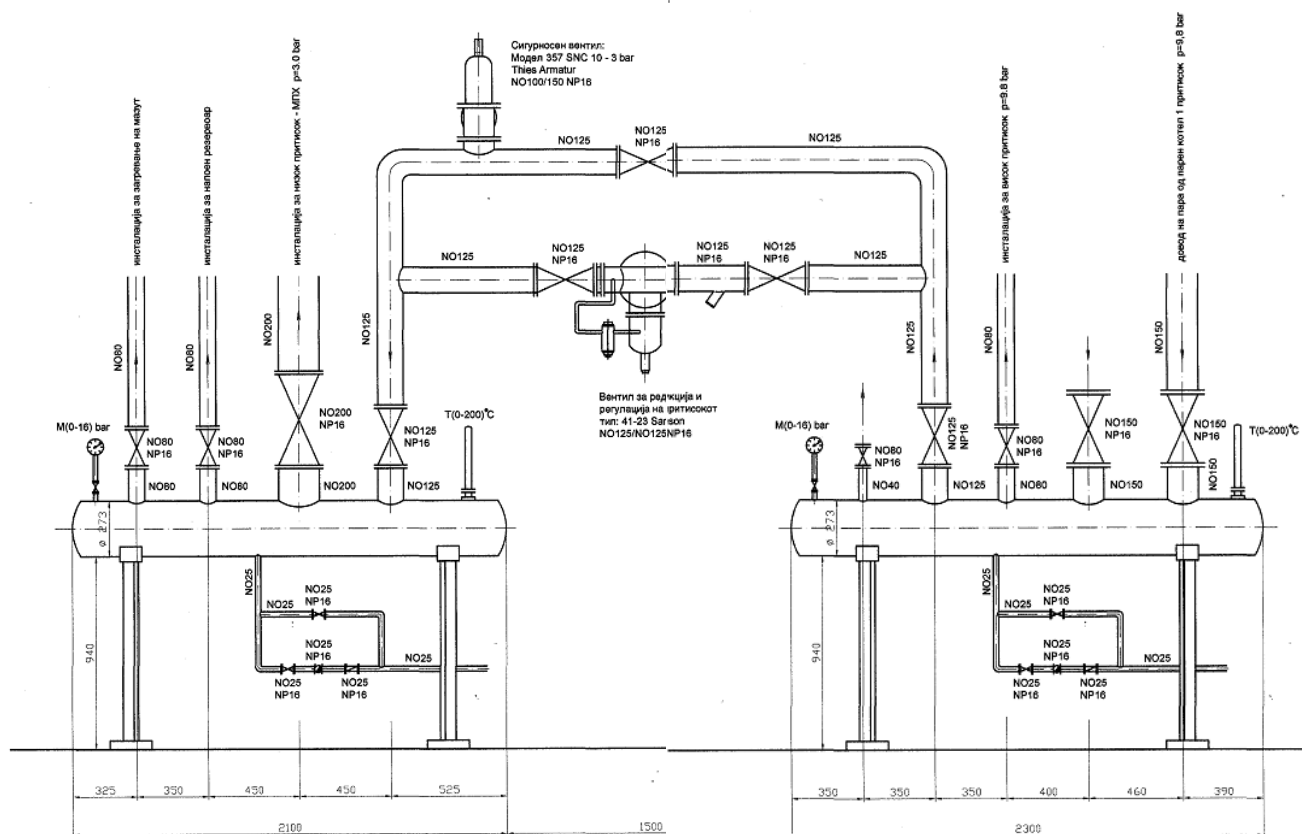 Сигурносен вентил:
Модел 357 SNC 10 - 3 bar
Thies Armatur
NO100/150 NP16
инсталација за загревање на мазут
инсталација за напоен резервоар
инсталација за низок притисок - МПХ p=3.0 bar
инсталација за висок притисок p=9.8 bar
довод на пара од парен котел 1 притисок p=9,8 bar
NO125
NO125
NP16
NO125
NO125
NO125
NP16
NO125
NP16
NO125
NP16
NO125
NO80
NO80
NO200
NO125
NO125
NO80
NO150
Вентил за редукција и
регулација на притисокот
тип: 41-23 Samson
NO125/NO125NP16
M(0-16) bar
NO80
NP16
NO80
NP16
NO200
NP16
NO125
NP16
T(0-200)°C
NO80
NO80
NO200
NO125
M(0-16) bar
NO80
NP16
NO125
NP16
NO80
NP16
NO150
NP16
NO150
NP16
T(0-200)°C
NO40
NO125
NO80
NO150
NO150
ø 273
ø 273
NO25
NO25
NO25
NP16
NO25
NP16
NO25
NO25
NP16
NO25
NP16
940
NO25
NO25
NO25
NP16
NO25
NP16
NO25
NO25
NP16
NO25
NP16
940
325
350
450
450
525
350
350
350
400
460
390
2100
1500
2300